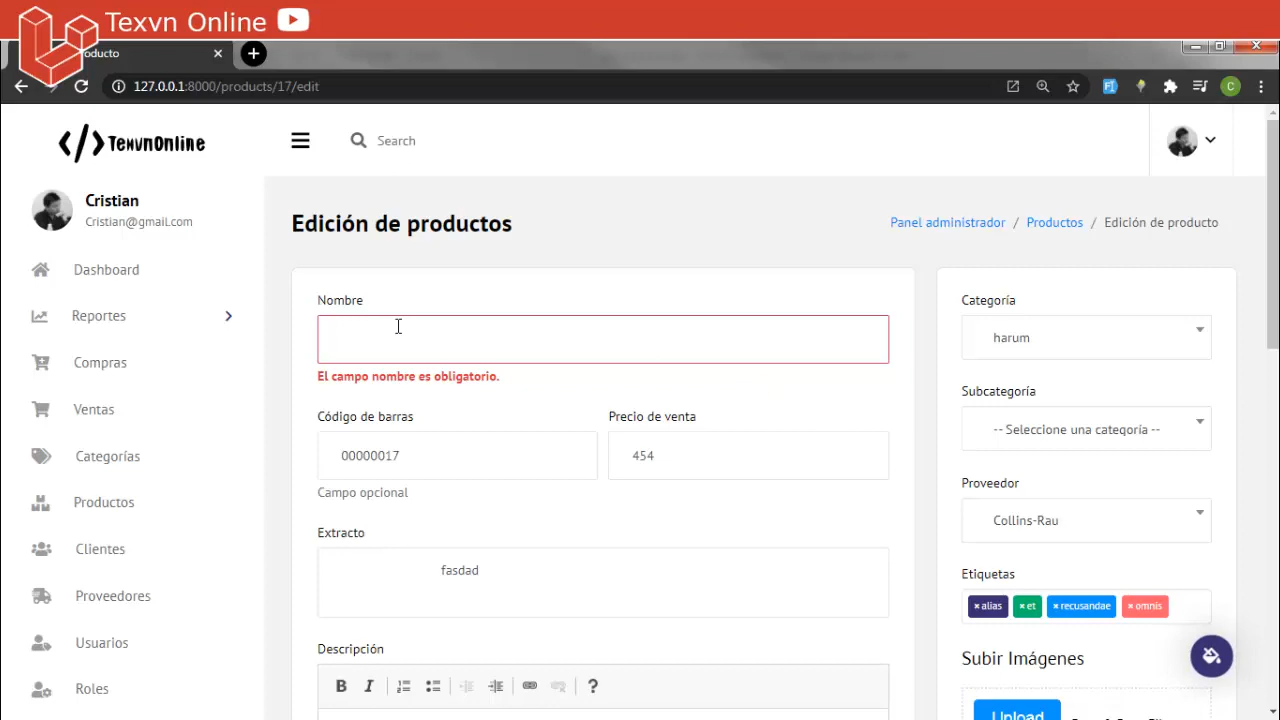 Texvn Online
oducto
127.0.0.1:8000/products/17/edit
C
TexvnOnline
Search
Cristian
Cristian@gmail.com
Dashboard
Reportes
Compras
Ventas
Categorías
Productos
Clientes
Proveedores
Usuarios
Roles
Edición de productos
Panel administrador / Productos / Edición de producto
Nombre
El campo nombre es obligatorio.
Código de barras
Precio de venta
00000017
454
Campo opcional
Extracto
fasdad
Descripción
B I ?
Categoría
harum
Subcategoría
-- Seleccione una categoría --
Proveedor
Collins-Rau
Etiquetas
× alias × et × recusandae × omnis
Subir Imágenes
Upload